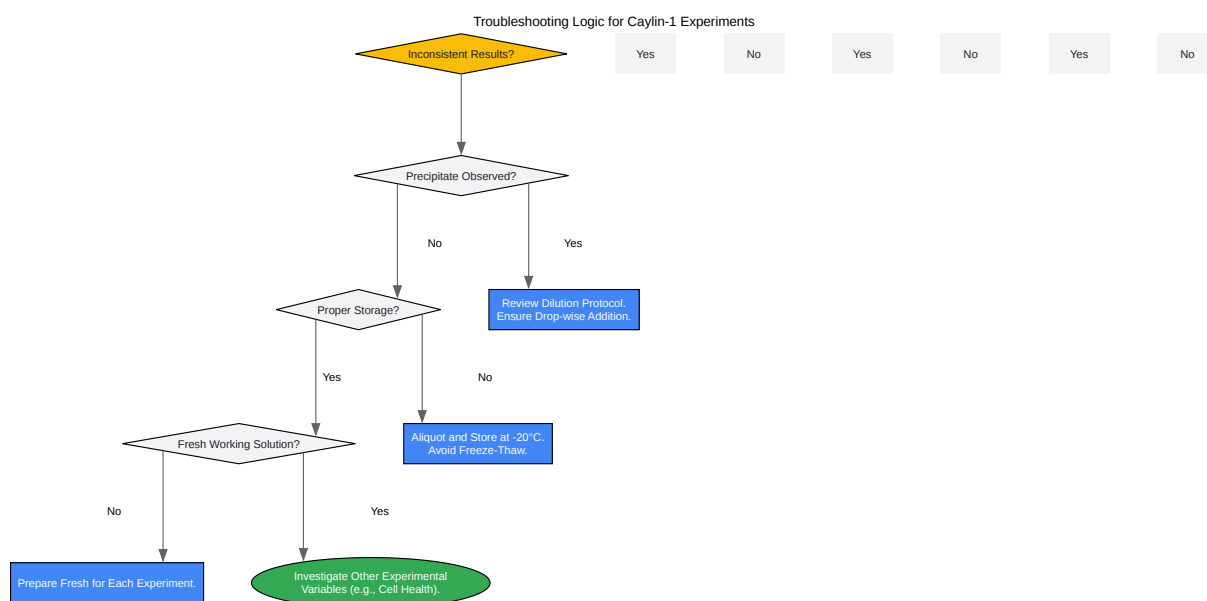 Troubleshooting Logic for Caylin-1 Experiments
Inconsistent Results?
Yes
No
Yes
No
Yes
No
Precipitate Observed?
No
Yes
Proper Storage?
Review Dilution Protocol.
Ensure Drop-wise Addition.
Yes
No
Fresh Working Solution?
Aliquot and Store at -20°C.
Avoid Freeze-Thaw.
No
Yes
Prepare Fresh for Each Experiment.
Investigate Other Experimental
Variables (e.g., Cell Health).